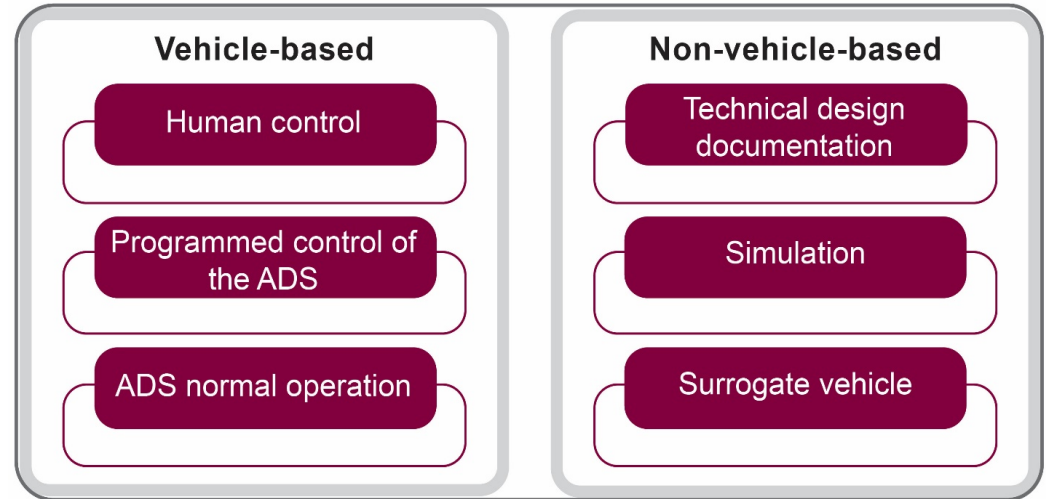 Vehicle-based
Human control
Programmed control of
the ADS
ADS normal operation
Non-vehicle-based
Technical design
documentation
Simulation
Surrogate vehicle